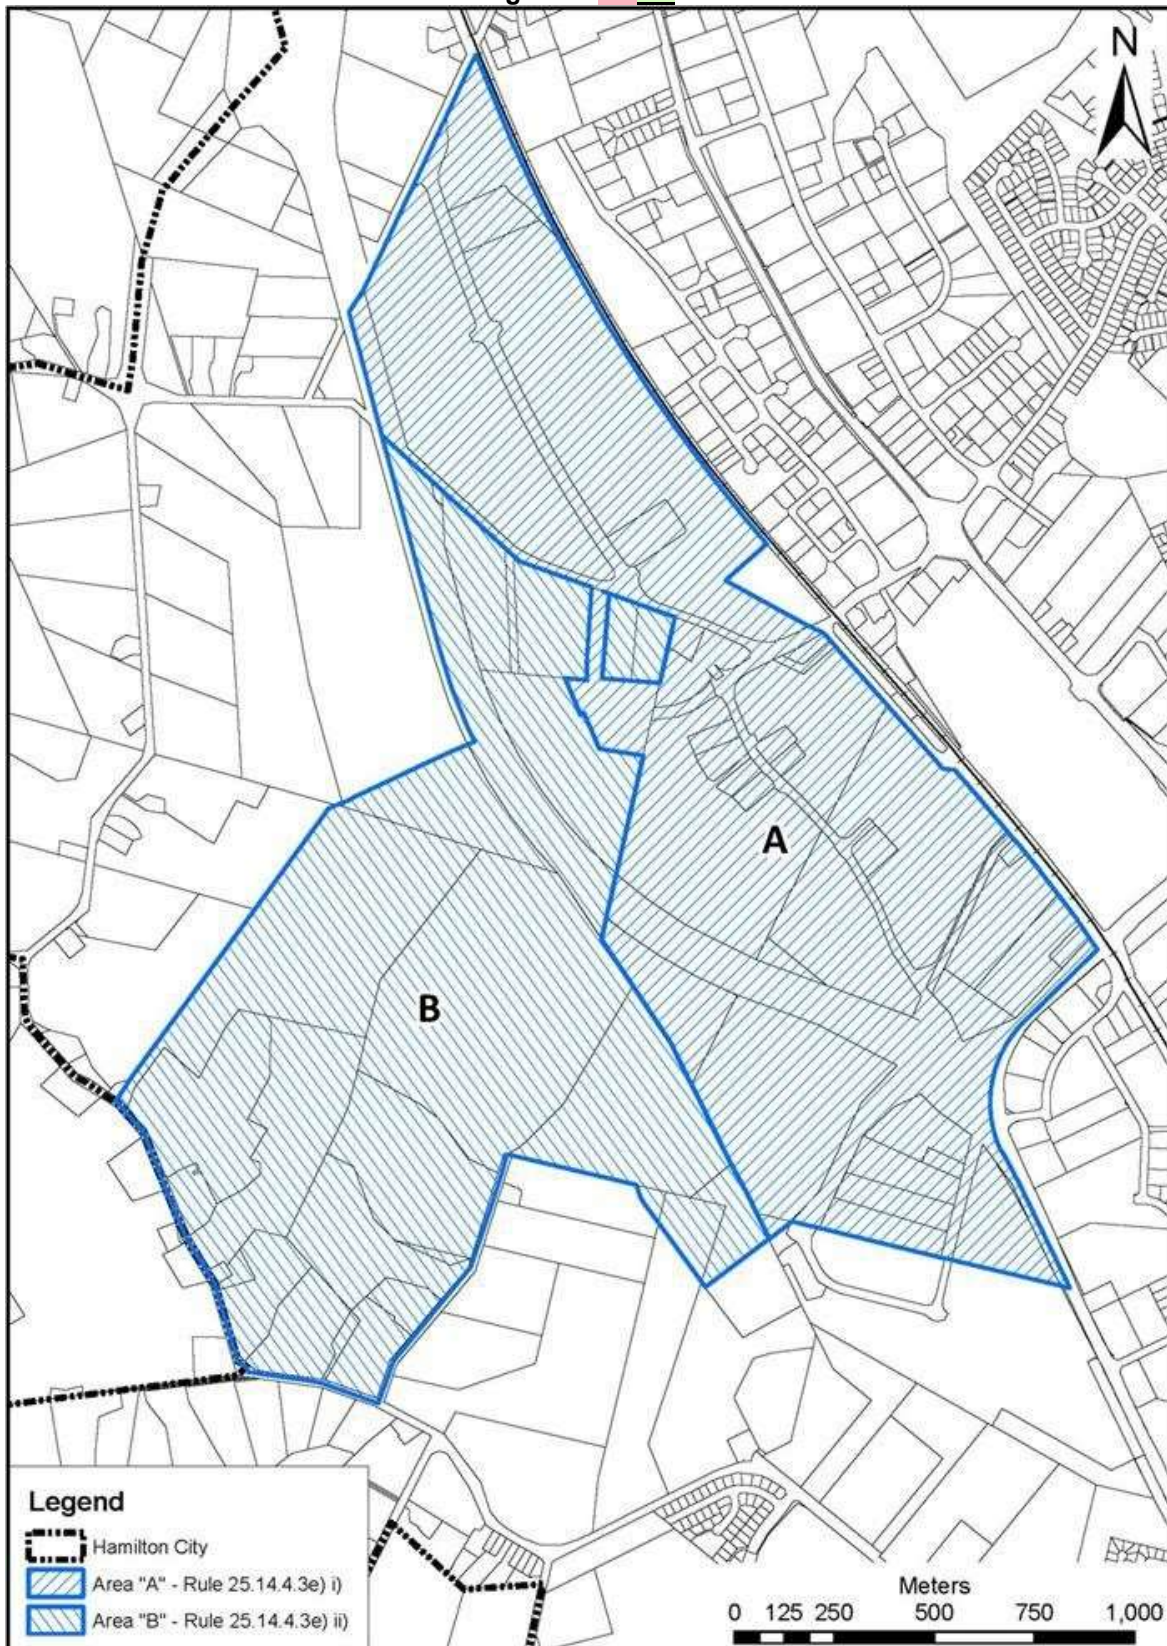 N
A
B
Legend
Hamilton City
Area "A" - Rule 25.14.4.3e) i)
Area "B" - Rule 25.14.4.3e) ii)
Meters
0 125 250 500 750 1,000